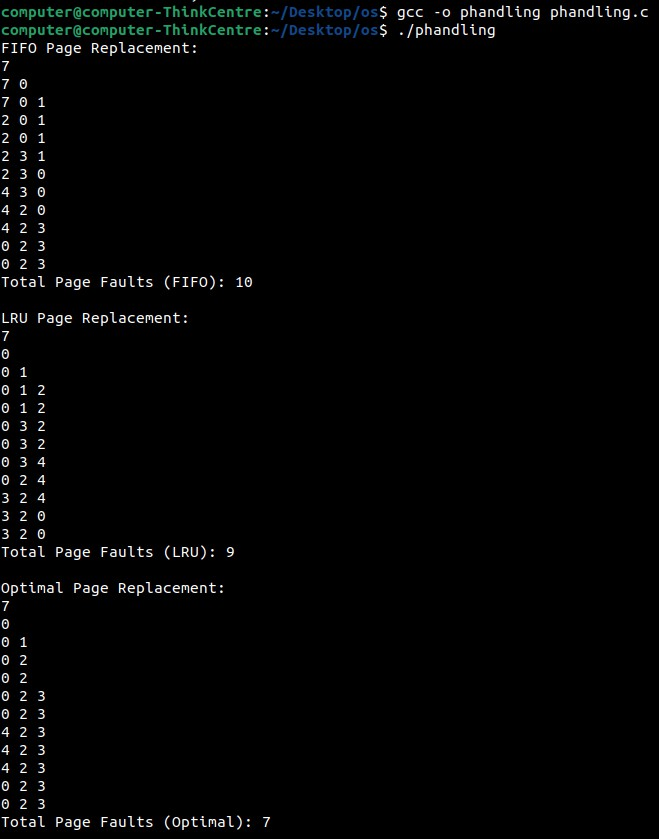 computer@computer-ThinkCentre:~/Desktop/os$ gcc -o phandling phandling.c
computer@computer-ThinkCentre:~/Desktop/os$ ./phandling
FIFO Page Replacement:
7
7 0
7 0 1
2 0 1
2 0 1
2 3 1
2 3 0
4 3 0
4 2 0
4 2 3
0 2 3
0 2 3
Total Page Faults (FIFO): 10
LRU Page Replacement:
7
0
0 1
0 1 2
0 1 2
0 3 2
0 3 2
0 3 4
0 2 4
3 2 4
3 2 0
3 2 0
Total Page Faults (LRU): 9
Optimal Page Replacement:
7
0
0 1
0 2
0 2
0 2 3
0 2 3
4 2 3
4 2 3
4 2 3
0 2 3
0 2 3
Total Page Faults (Optimal): 7